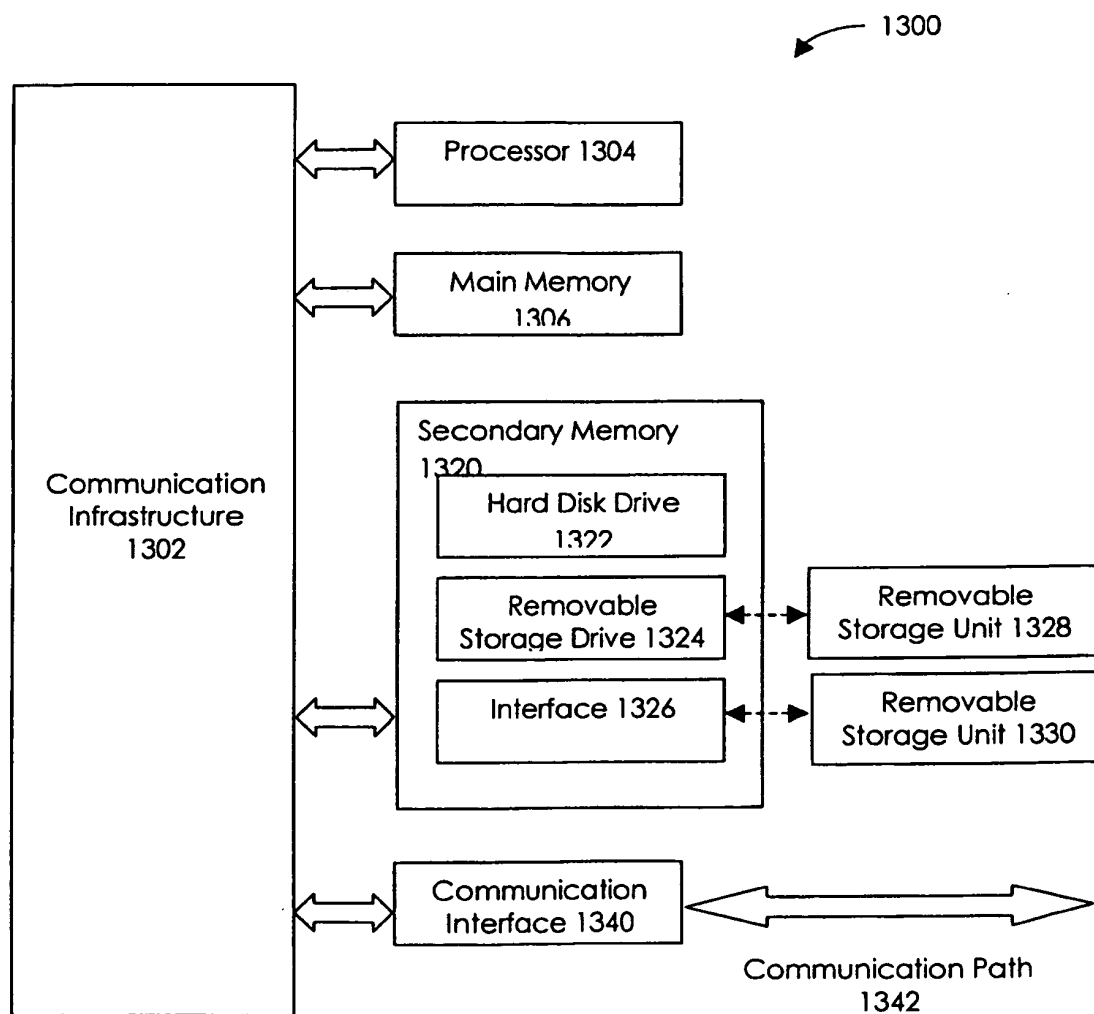 1300
Processor 1304
Main Memory
1306
Secondary Memory
1320
Hard Disk Drive
1322
Communication
Infrastructure
1302
Removable
Storage Drive 1324
Removable
Storage Unit 1328
Interface 1326
Removable
Storage Unit 1330
Communication
Interface 1340
Communication Path
1342